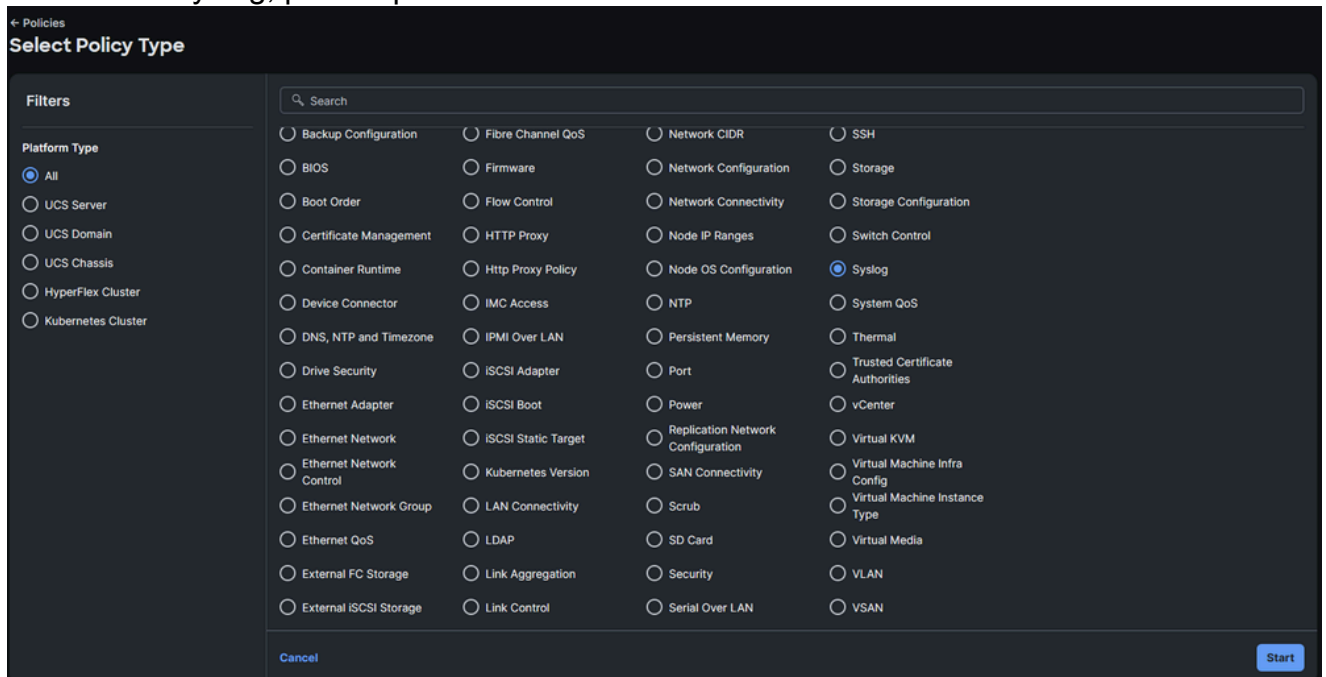 ← Policies
Select Policy Type
Filters
Search
Platform Type
All
UCS Server
UCS Domain
UCS Chassis
HyperFlex Cluster
Kubernetes Cluster
Backup Configuration
BIOS
Boot Order
Certificate Management
Container Runtime
Device Connector
DNS, NTP and Timezone
Drive Security
Ethernet Adapter
Ethernet Network
Ethernet Network
Control
Ethernet Network Group
Ethernet QoS
External FC Storage
External iSCSI Storage
Fibre Channel QoS
Firmware
Flow Control
HTTP Proxy
Http Proxy Policy
IMC Access
IPMI Over LAN
iSCSI Adapter
iSCSI Boot
iSCSI Static Target
Kubernetes Version
LAN Connectivity
LDAP
Link Aggregation
Link Control
Network CIDR
Network Configuration
Network Connectivity
Node IP Ranges
Node OS Configuration
NTP
Persistent Memory
Port
Power
Replication Network
Configuration
SAN Connectivity
Scrub
SD Card
Security
Serial Over LAN
SSH
Storage
Storage Configuration
Switch Control
Syslog
System QoS
Thermal
Trusted Certificate
Authorities
vCenter
Virtual KVM
Virtual Machine Infra
Config
Virtual Machine Instance
Type
Virtual Media
VLAN
VSAN
Cancel
Start